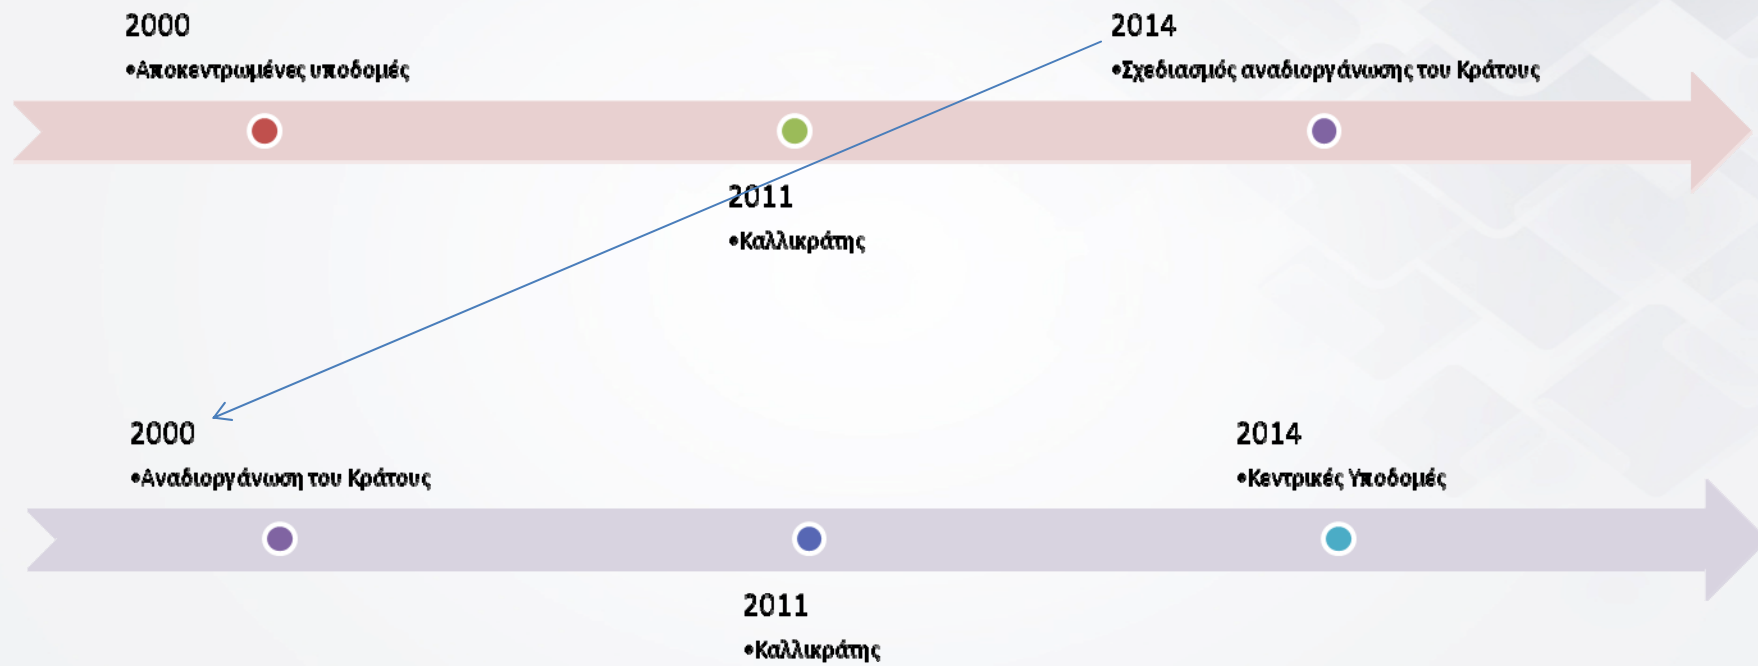 2000
•Αποκεντρωμένες υποδομές
2014
•Σχεδιασμός αναδιοργάνωσης του Κράτους
2011
•Καλλικράτης
2000
•Αναδιοργάνωση του Κράτους
2014
•Κεντρικές Υποδομές
2011
•Καλλικράτης